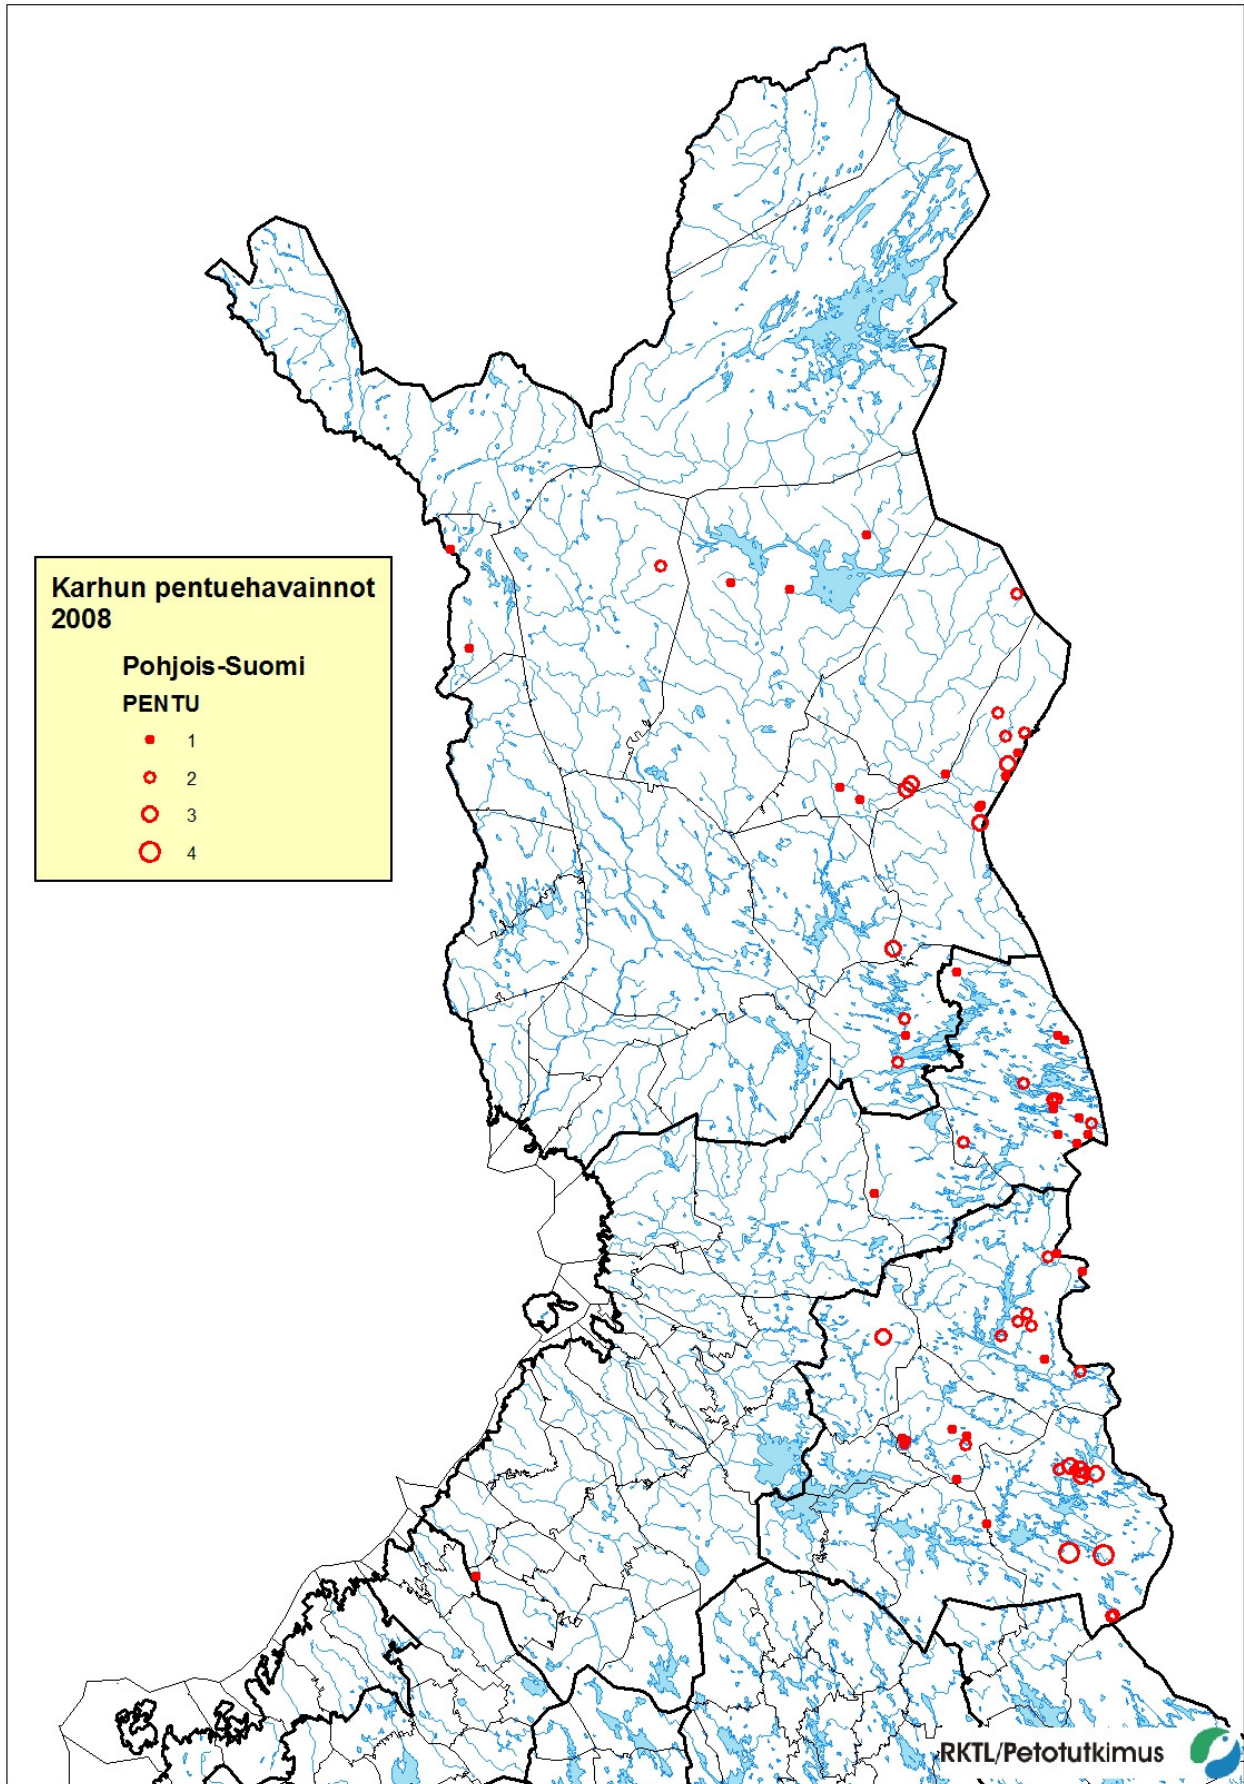 Karhun pentuehavainnot
2008
Pohjois-Suomi
PENTU
1
2
3
4
RKTL/Petotutkimus